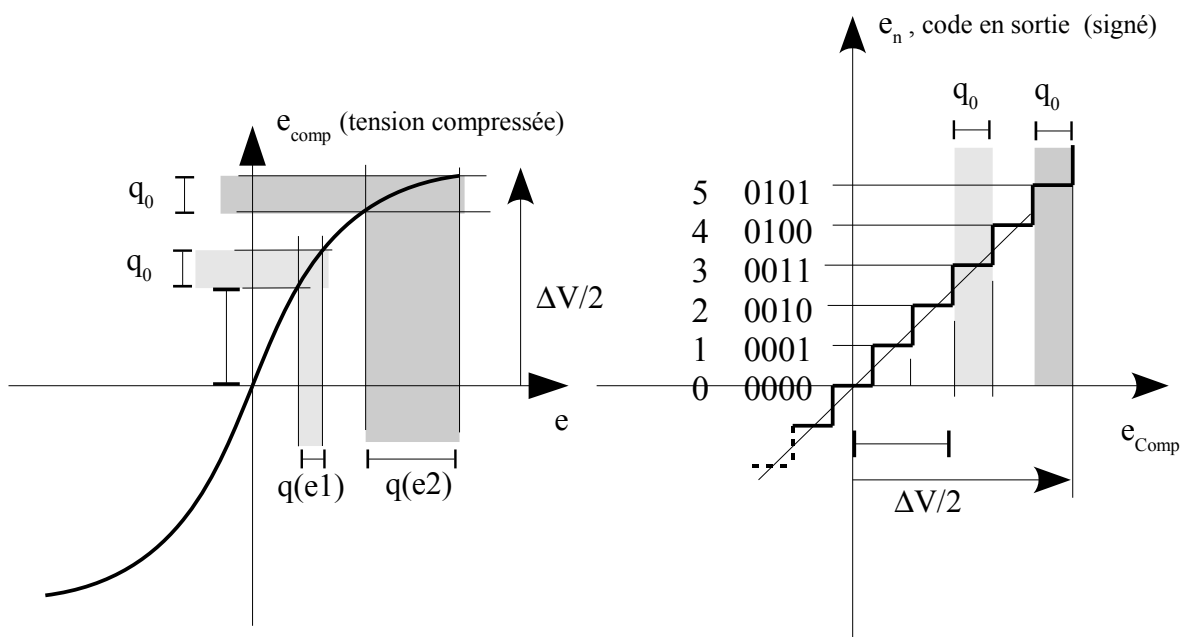 e_comp (tension compressée)
q_0
q_0
ΔV/2
e
q(e1) q(e2)
e_n , code en sortie (signé)
q_0 q_0
5 0101
4 0100
3 0011
2 0010
1 0001
0 0000
e_Comp
ΔV/2